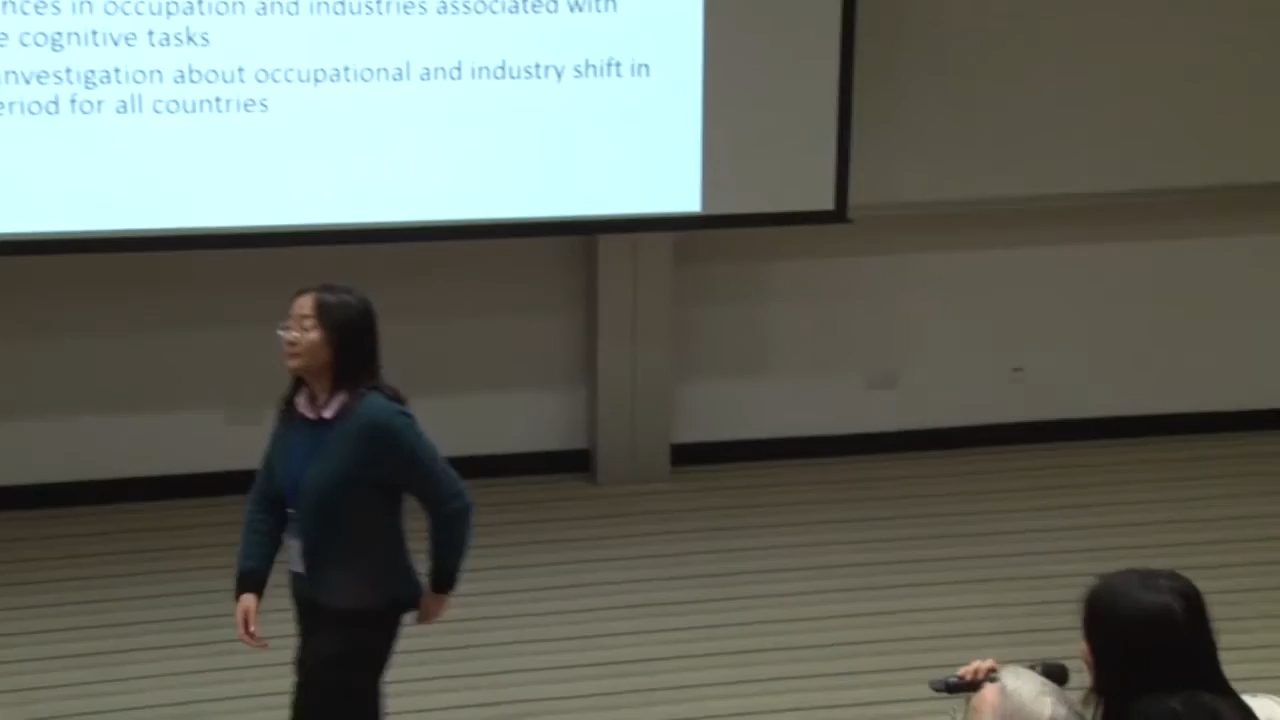 nces in occupation and industries associated with
e cognitive tasks
investigation about occupational and industry shift in
eriod for all countries